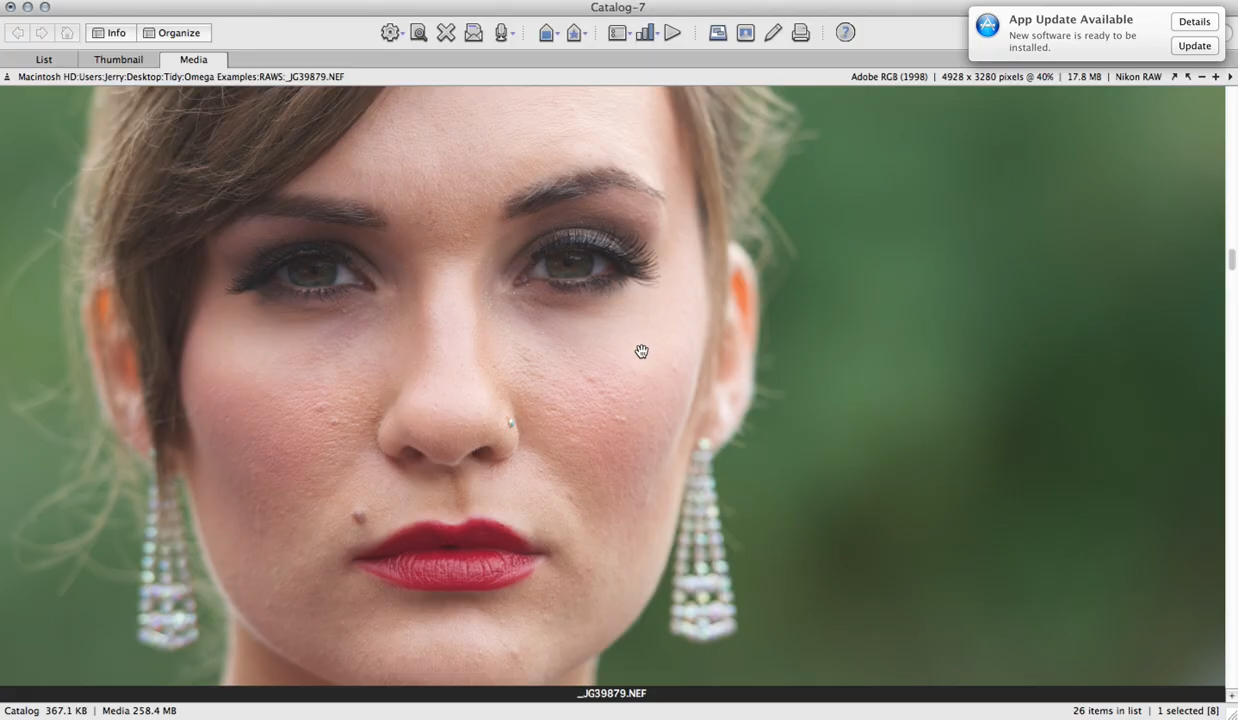 Catalog-7
Info
Organize
App Update Available
New software is ready to be
installed.
Details
Update
List
Thumbnail
Media
Macintosh HD:Users:Jerry:Desktop:Tidy:Omega Examples:RAWS:_JG39879.NEF
Adobe RGB (1998) | 4928 x 3280 pixels @ 40% | 17.8 MB | Nikon RAW
_JG39879.NEF
Catalog 367.1 KB | Media 258.4 MB
26 items in list | 1 selected [8]